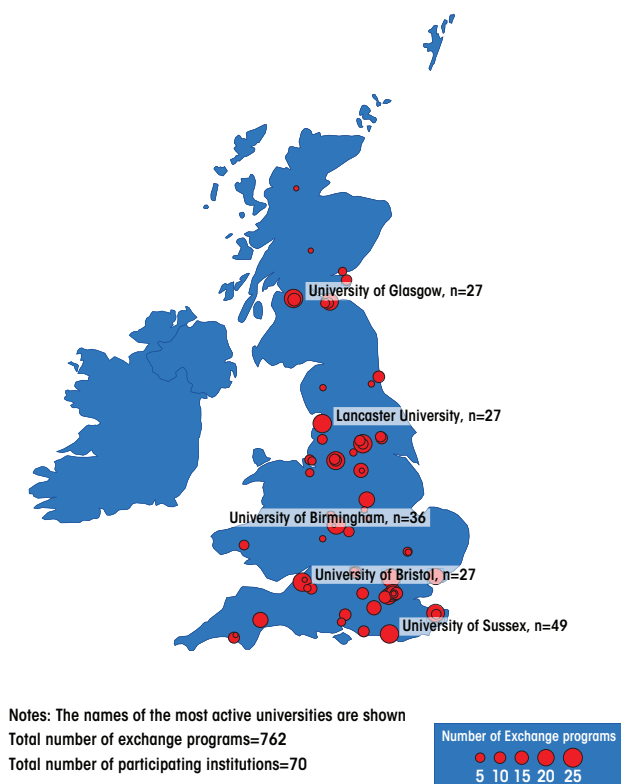 University of Glasgow, n=27
Lancaster University, n=27
University of Birmingham, n=36
University of Bristol, n=27
University of Sussex, n=49
Notes: The names of the most active universities are shown
Total number of exchange programs=762
Total number of participating institutions=70
Number of Exchange programs
5 10 15 20 25